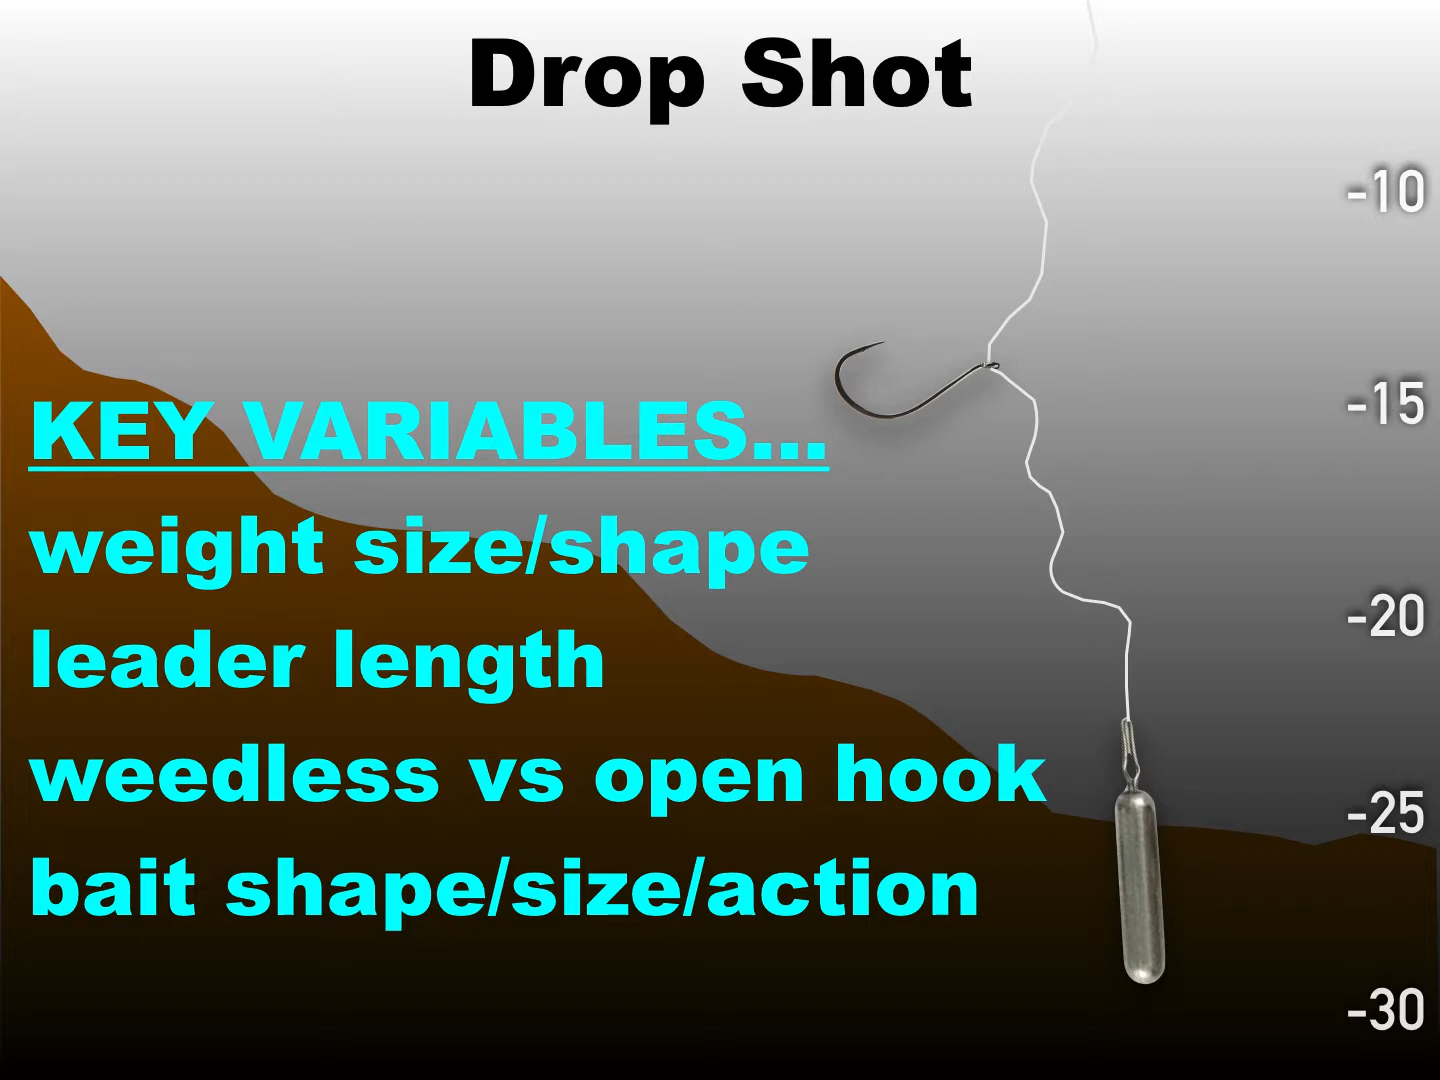 Drop Shot
-10
-15
KEY VARIABLES...
weight size/shape
-20
leader length
weedless vs open hook
-25
bait shape/size/action
-30